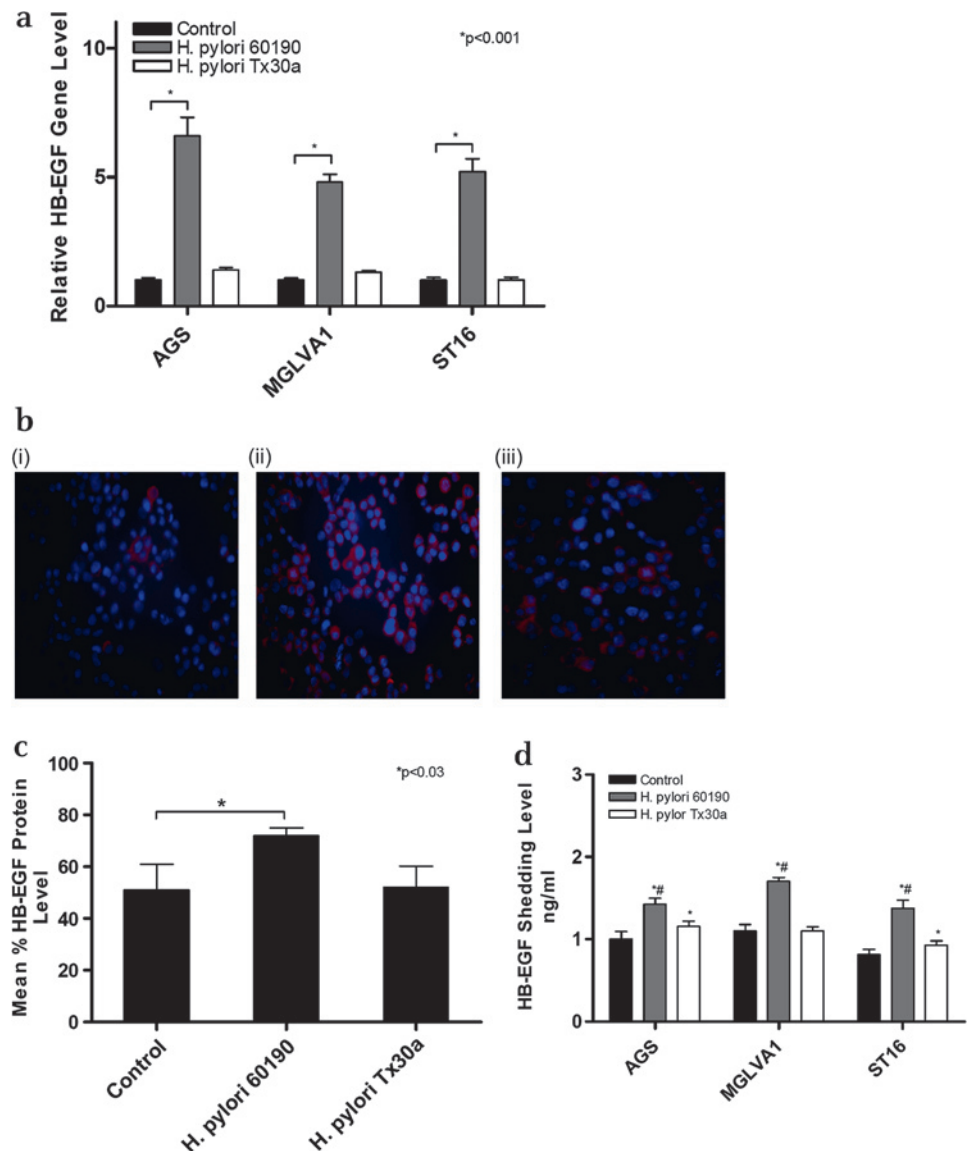 a
Control
H. pylori 60190
H. pylori Tx30a
*p<0.001
Relative HB-EGF Gene Level
10
5
0
*
*
*
AGS
MGLVA1
ST16
b
(i)
(ii)
(iii)
c
*p<0.03
Mean % HB-EGF Protein
Level
100
80
60
40
20
0
*
Control
H. pylori 60190
H. pylori Tx30a
d
Control
H. pylori 60190
H. pylor Tx30a
HB-EGF Shedding Level
ng/ml
3
2
1
0
*#
*
*#
*#
*
AGS
MGLVA1
ST16